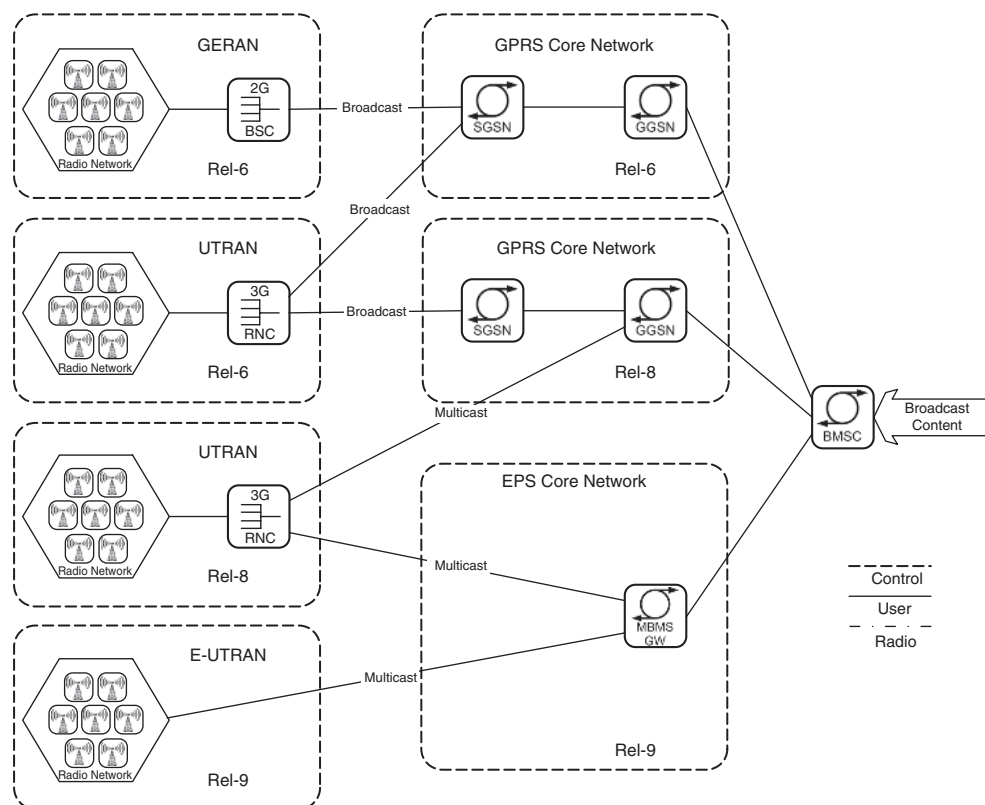 GERAN
2G
BSC
Radio Network
Rel-6
Broadcast
GPRS Core Network
SGSN
GGSN
Rel-6
Broadcast
UTRAN
3G
RNC
Radio Network
Rel-6
Broadcast
GPRS Core Network
SGSN
GGSN
Rel-8
Multicast
BMSC
Broadcast
Content
UTRAN
3G
RNC
Radio Network
Rel-8
Multicast
EPS Core Network
MBMS
GW
Rel-9
Control
User
Radio
E-UTRAN
Multicast
Radio Network
Rel-9